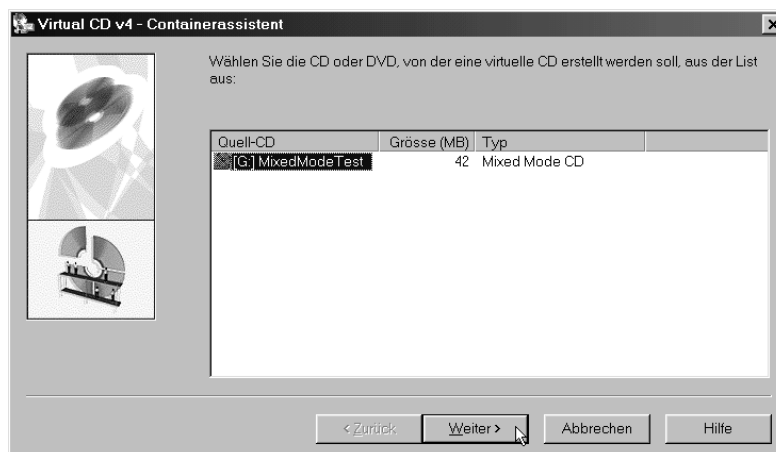 Virtual CD v4 - Containerassistent
Wählen Sie die CD oder DVD, von der eine virtuelle CD erstellt werden soll, aus der List
aus:
Quell-CD Grösse (MB) Typ
[G:] MixedModeTest 42 Mixed Mode CD
< Zurück Weiter > Abbrechen Hilfe